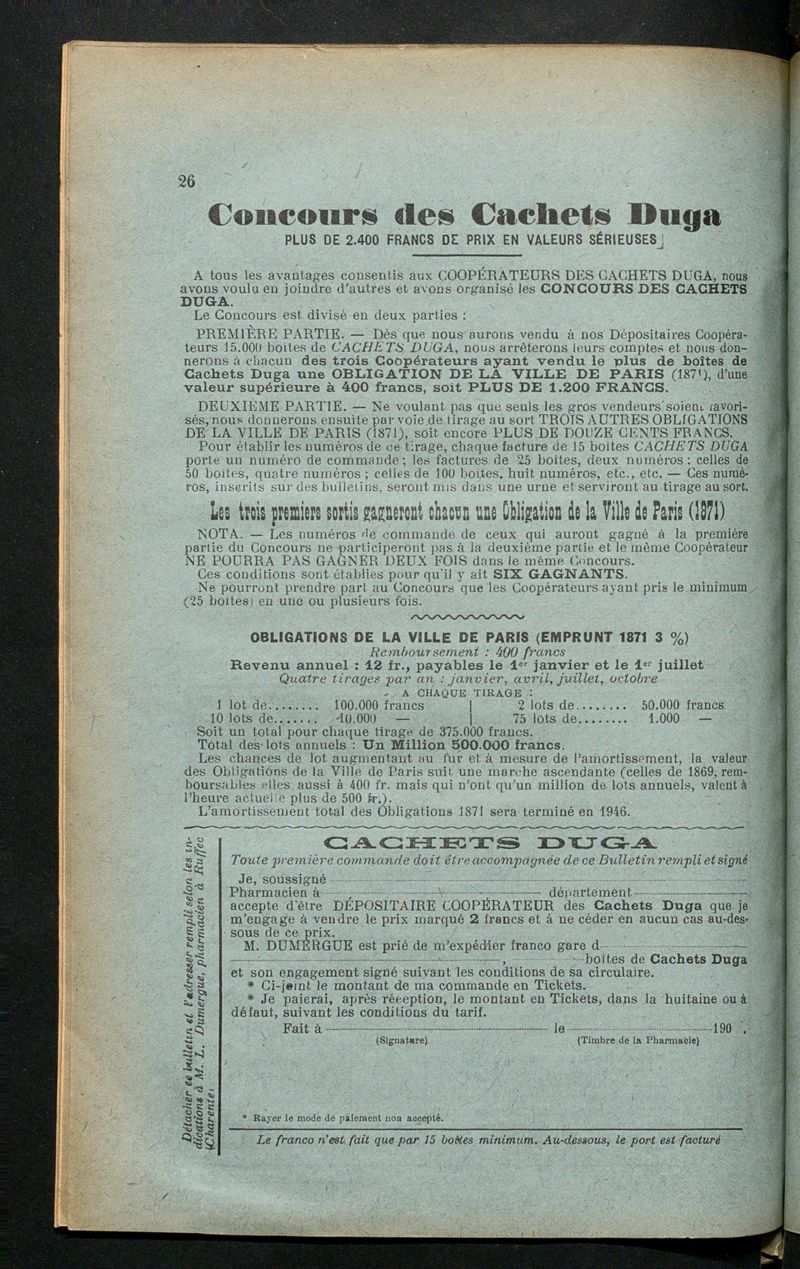 26
Concours des Cachets Duga
PLUS DE 2.400 FRANCS DE PRIX EN VALEURS SÉRIEUSES
A tous les avantages consentis aux COOPÉRATEURS DES CACHETS DUGA, nous
avons voulu en joindre d'autres et avons organisé les CONCOURS DES CACHETS
DUGA.
Le Concours est divisé en deux parties :
PREMIÈRE PARTIE. — Dès que nous aurons vendu à nos Dépositaires Coopéra-
teurs 15.000 boites de CACHETS DUGA, nous arrêterons leurs comptes et nous don-
nerons à chacun des trois Coopérateurs ayant vendu le plus de boîtes de
Cachets Duga une OBLIGATION DE LA VILLE DE PARIS (1871), d'une
valeur supérieure à 400 francs, soit PLUS DE 1.200 FRANCS.
DEUXIÈME PARTIE. — Ne voulant pas que seuls les gros vendeurs soient favori-
sés, nous donnerons ensuite par voie de tirage au sort TROIS AUTRES OBLIGATIONS
DE LA VILLE DE PARIS (1871), soit encore PLUS DE DOUZE CENTS FRANCS.
Pour établir les numéros de ce tirage, chaque facture de 15 boites CACHETS DUGA
porte un numéro de commande ; les factures de 25 boites, deux numéros ; celles de
50 boites, quatre numéros ; celles de 100 boites, huit numéros, etc., etc. — Ces numé-
ros, inscrits sur des bulletins, seront mis dans une urne et serviront au tirage au sort.
Les trois premiers sortis gagneront chacun une Obligation de la Ville de Paris (1871)
NOTA. — Les numéros de commande de ceux qui auront gagné à la première
partie du Concours ne participeront pas à la deuxième partie et le même Coopérateur
NE POURRA PAS GAGNER DEUX FOIS dans le même Concours.
Ces conditions sont établies pour qu'il y ait SIX GAGNANTS.
Ne pourront prendre part au Concours que les Coopérateurs ayant pris le minimum
(25 boites) en une ou plusieurs fois.
OBLIGATIONS DE LA VILLE DE PARIS (EMPRUNT 1871 3 %)
Remboursement : 400 francs
Revenu annuel : 12 fr., payables le 1er janvier et le 1er juillet
Quatre tirages par an : janvier, avril, juillet, octobre
A CHAQUE TIRAGE :
1 lot de........ 100.000 francs | 2 lots de........ 50.000 francs
10 lots de....... 10.000 — | 75 lots de........ 1.000 —
Soit un total pour chaque tirage de 375.000 francs.
Total des lots annuels : Un Million 500.000 francs.
Les chances de lot augmentant au fur et à mesure de l'amortissement, la valeur
des Obligations de la Ville de Paris suit une marche ascendante (celles de 1869, rem-
boursables elles aussi à 400 fr. mais qui n'ont qu'un million de lots annuels, valent à
l'heure actuelle plus de 500 fr.).
L'amortissement total des Obligations 1871 sera terminé en 1946.
Détacher ce bulletin et l'adresser rempli selon les in-
dications à M. L. Dumergue, pharmacien à Ruffec
(Charente)
CACHETS DUGA
Toute première commande doit être accompagnée de ce Bulletin rempli et signé
Je, soussigné
Pharmacien à département
accepte d'être DÉPOSITAIRE COOPÉRATEUR des Cachets Duga que je
m'engage à vendre le prix marqué 2 francs et à ne céder en aucun cas au-des-
sous de ce prix.
M. DUMERGUE est prié de m'expédier franco gare d
, boîtes de Cachets Duga
et son engagement signé suivant les conditions de sa circulaire.
* Ci-joint le montant de ma commande en Tickets.
* Je paierai, après réception, le montant en Tickets, dans la huitaine ou à
défaut, suivant les conditions du tarif.
Fait à le 190 .
(Signature) (Timbre de la Pharmacie)
* Rayer le mode de paiement non accepté.
Le franco n'est fait que par 15 boîtes minimum. Au-dessous, le port est facturé